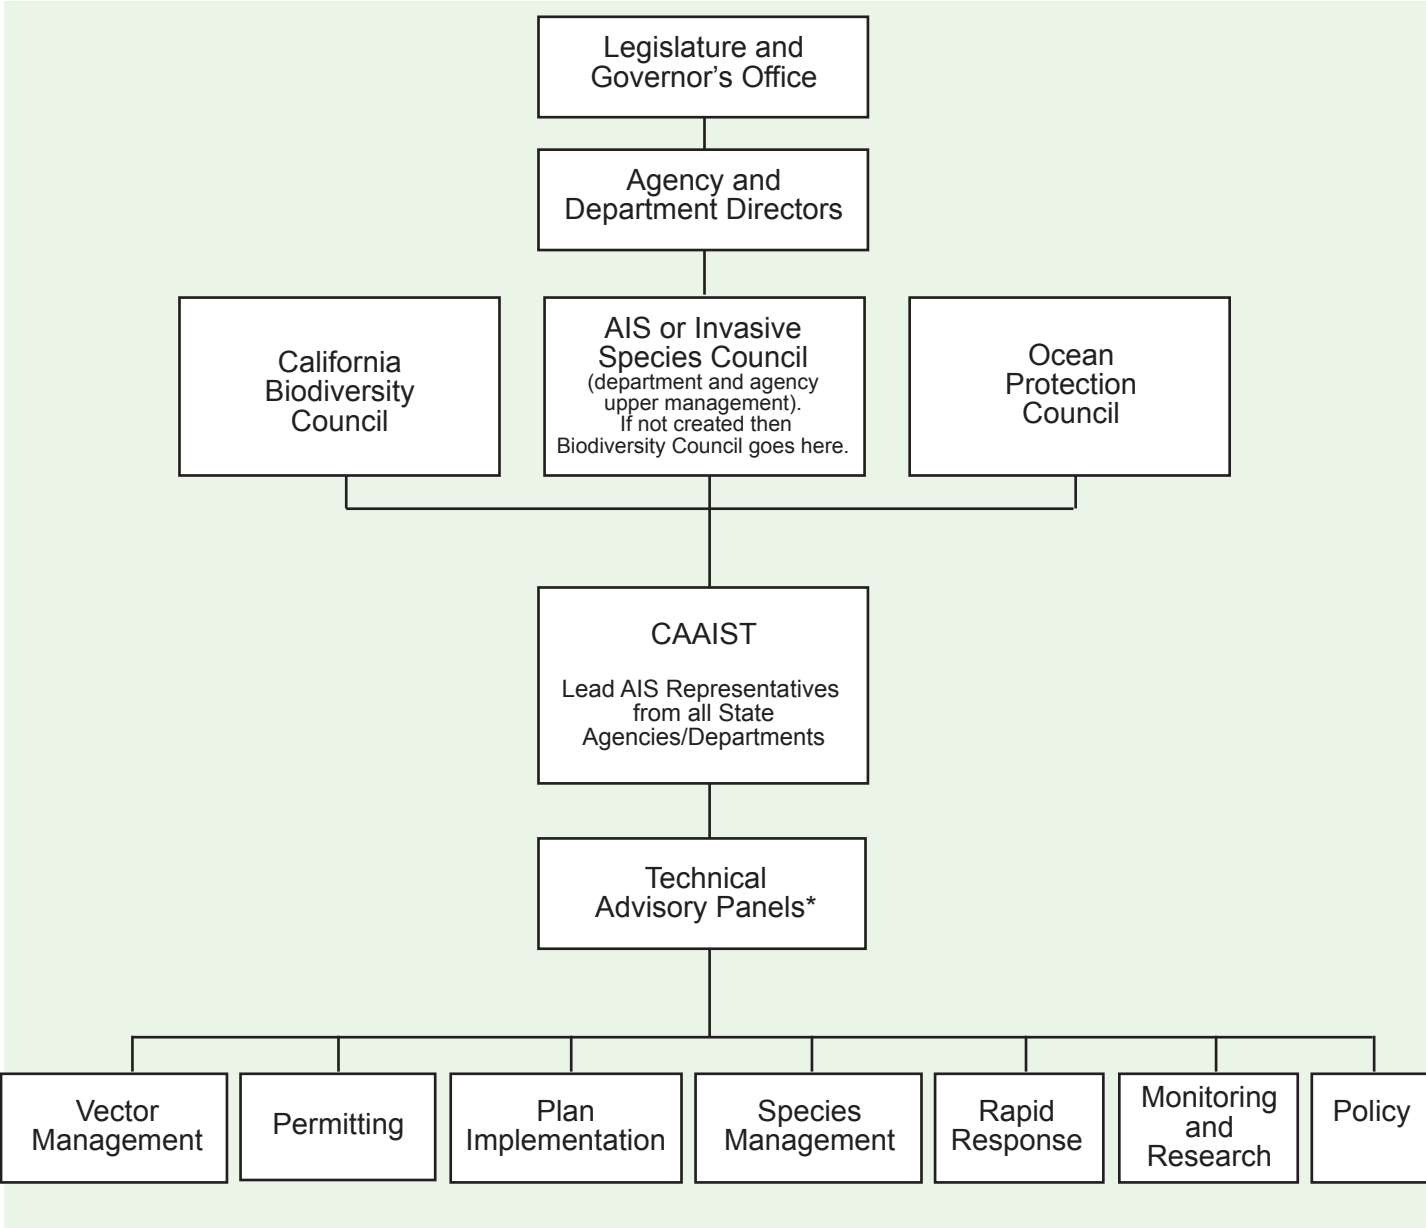 Legislature and
Governor’s Office
Agency and
Department Directors
California
Biodiversity
Council
AIS or Invasive
Species Council
(department and agency
upper management).
If not created then
Biodiversity Council goes here.
Ocean
Protection
Council
CAAIST
Lead AIS Representatives
from all State
Agencies/Departments
Technical
Advisory Panels*
Vector
Management
Permitting
Plan
Implementation
Species
Management
Rapid
Response
Monitoring
and
Research
Policy